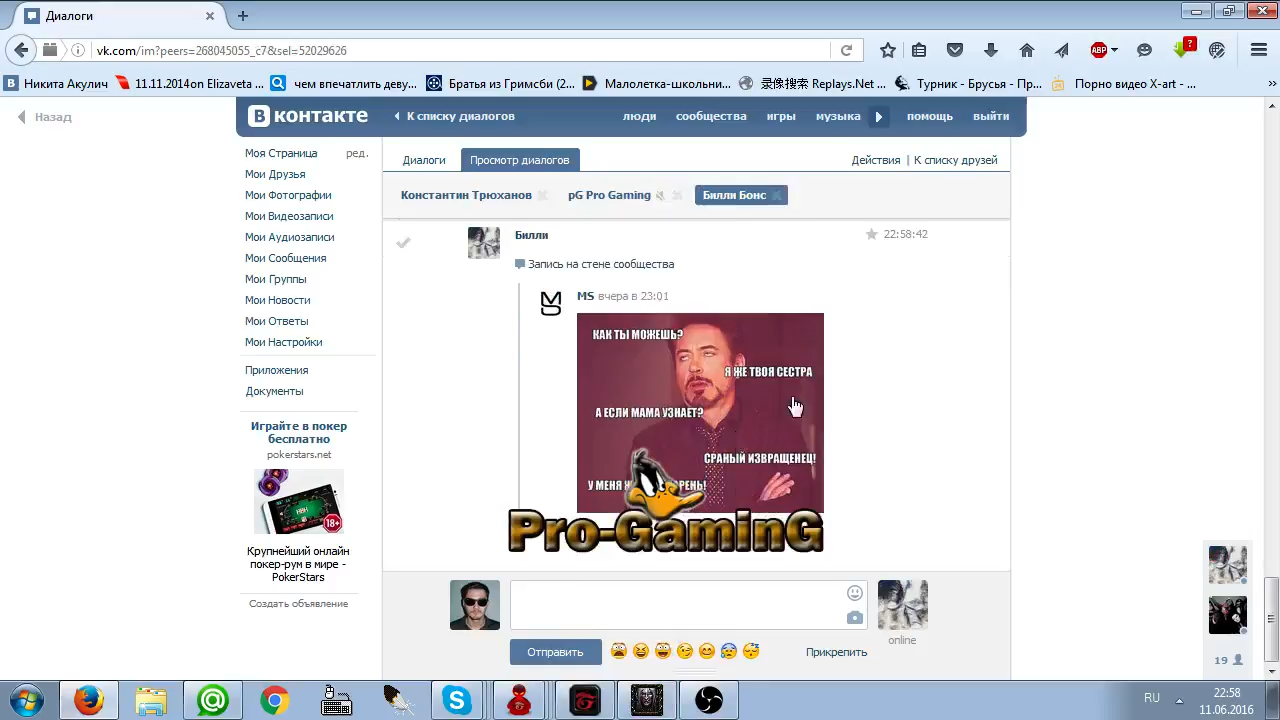 Диалоги
vk.com/im?peers=268045055_c7&sel=52029626
ABP
?
Никита Акулич
11.11.2014on Elizaveta ...
чем впечатлить деву...
Братья из Гримсби (2...
Малолетка-школьни...
录像搜索 Replays.Net ...
Турник - Брусья - Пр...
Порно видео X-art - ...
Назад
В контакте
К списку диалогов
люди
сообщества
игры
музыка
помощь
выйти
Моя Страница
ред.
Мои Друзья
Мои Фотографии
Мои Видеозаписи
Мои Аудиозаписи
Мои Сообщения
Мои Группы
Мои Новости
Мои Ответы
Мои Настройки
Приложения
Документы
Играйте в покер
бесплатно
pokerstars.net
18+
Крупнейший онлайн
покер-рум в мире -
PokerStars
Создать объявление
Диалоги
Просмотр диалогов
Действия | К списку друзей
Константин Трюханов
pG Pro Gaming
Билли Бонс
Билли
22:58:42
Запись на стене сообщества
MS вчера в 23:01
КАК ТЫ МОЖЕШЬ?
Я ЖЕ ТВОЯ СЕСТРА
А ЕСЛИ МАМА УЗНАЕТ?
СРАНЫЙ ИЗВРАЩЕНЕЦ!
У МЕНЯ
Pro-GaminG
online
Отправить
Прикрепить
19
RU
22:58
11.06.2016